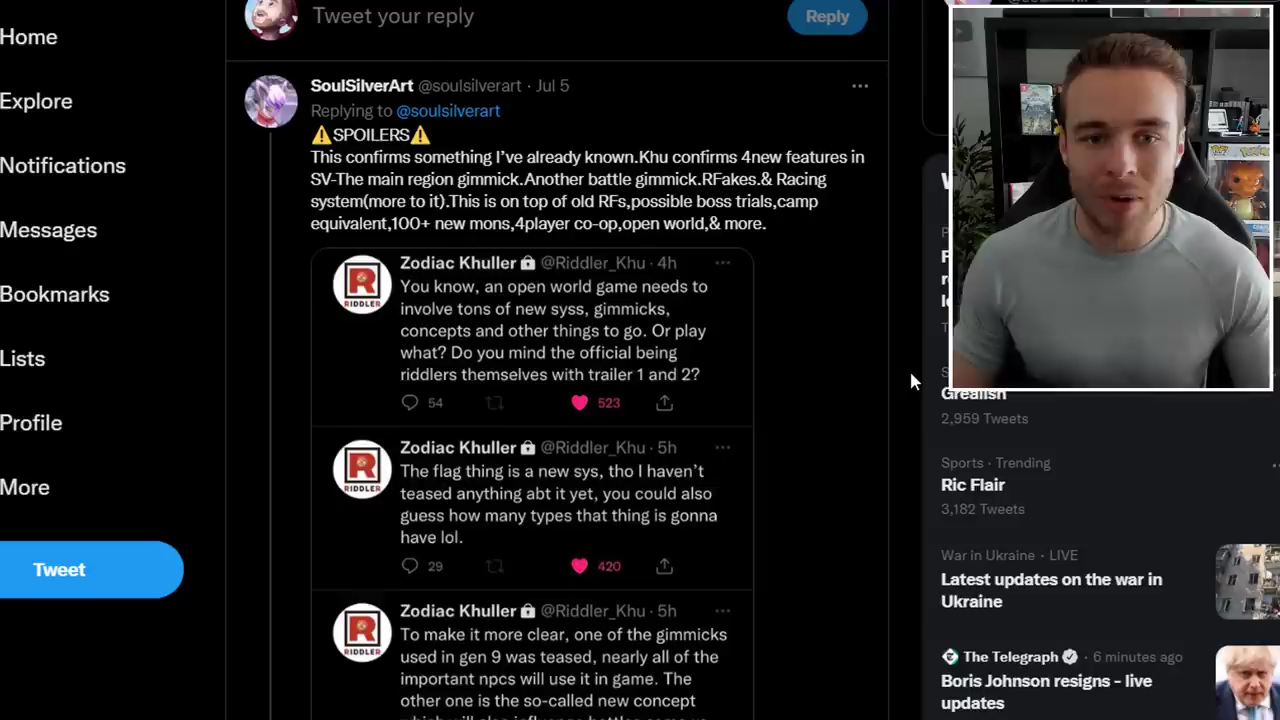 Home
Explore
Notifications
Messages
Bookmarks
Lists
Profile
More
Tweet
Tweet your reply
Reply
SoulSilverArt @soulsilverart · Jul 5
Replying to @soulsilverart
⚠️SPOILERS⚠️
This confirms something I've already known.Khu confirms 4new features in
SV-The main region gimmick.Another battle gimmick.RFakes.& Racing
system(more to it).This is on top of old RFs,possible boss trials,camp
equivalent,100+ new mons,4player co-op,open world,& more.
Zodiac Khuller @Riddler_Khu · 4h
You know, an open world game needs to
involve tons of new syss, gimmicks,
concepts and other things to go. Or play
what? Do you mind the official being
riddlers themselves with trailer 1 and 2?
RIDDLER
54
523
Zodiac Khuller @Riddler_Khu · 5h
The flag thing is a new sys, tho I haven't
teased anything abt it yet, you could also
guess how many types that thing is gonna
have lol.
RIDDLER
29
420
Zodiac Khuller @Riddler_Khu · 5h
To make it more clear, one of the gimmicks
used in gen 9 was teased, nearly all of the
important npcs will use it in game. The
other one is the so-called new concept
RIDDLER
Grealish
2,959 Tweets
Sports · Trending
Ric Flair
3,182 Tweets
War in Ukraine · LIVE
Latest updates on the war in
Ukraine
The Telegraph · 6 minutes ago
Boris Johnson resigns - live
updates